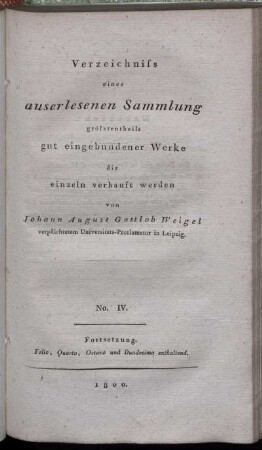 Verzeichniſs
einer
auserlesenen Sammlung
gröſstentheils
gut eingebundener Werke
die
einzeln verkauft werden
von
Johann August Gottlob Weigel
verpflichtetem Universitäts-Proclamator in Leipzig.
No. IV.
Fortsetzung.
Folio, Quarto, Octavo und Duodezimo enthaltend.
1800.